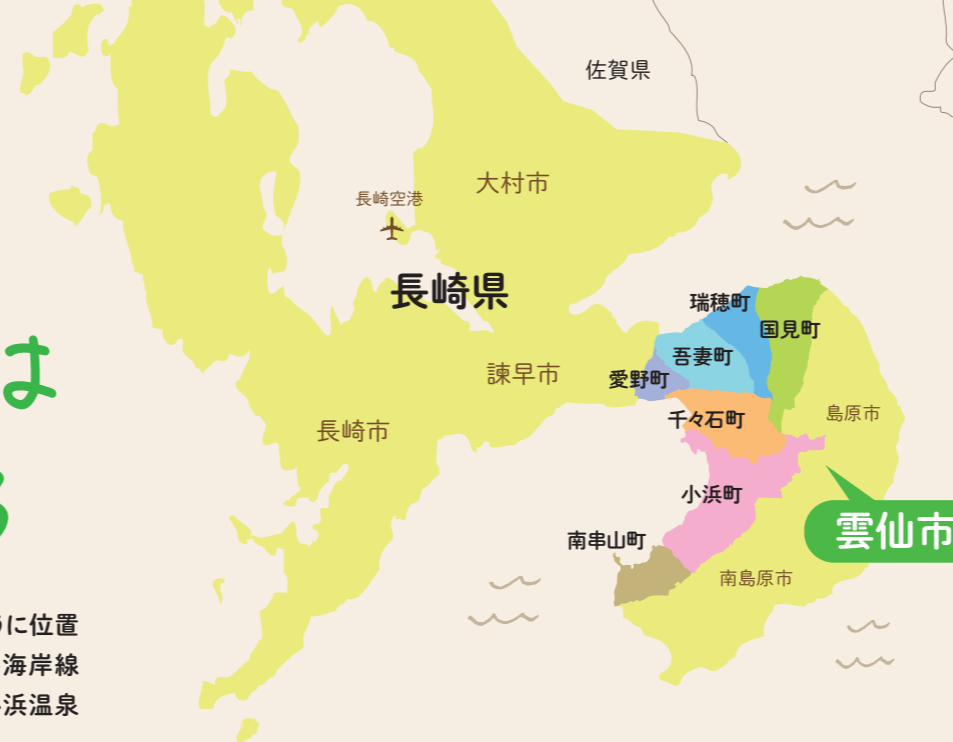 佐賀県
大村市
長崎空港
長崎県
瑞穂町
国見町
吾妻町
愛野町
諫早市
は
千々石町
島原市
長崎市
小浜町
雲仙市
南串山町
南島原市
に位置
海岸線
浜温泉